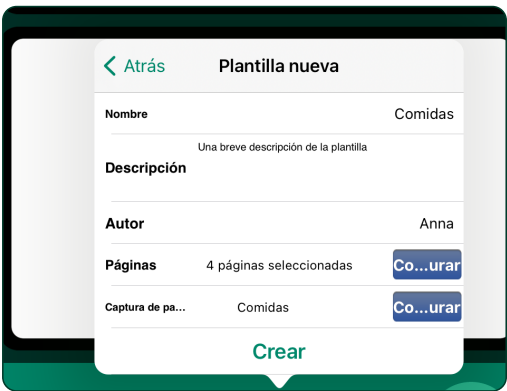 Atrás
Plantilla nueva
Nombre
Comidas
Una breve descripción de la plantilla
Descripción
Autor
Anna
Páginas
4 páginas seleccionadas
Co...urar
Captura de pa...
Comidas
Co...urar
Crear